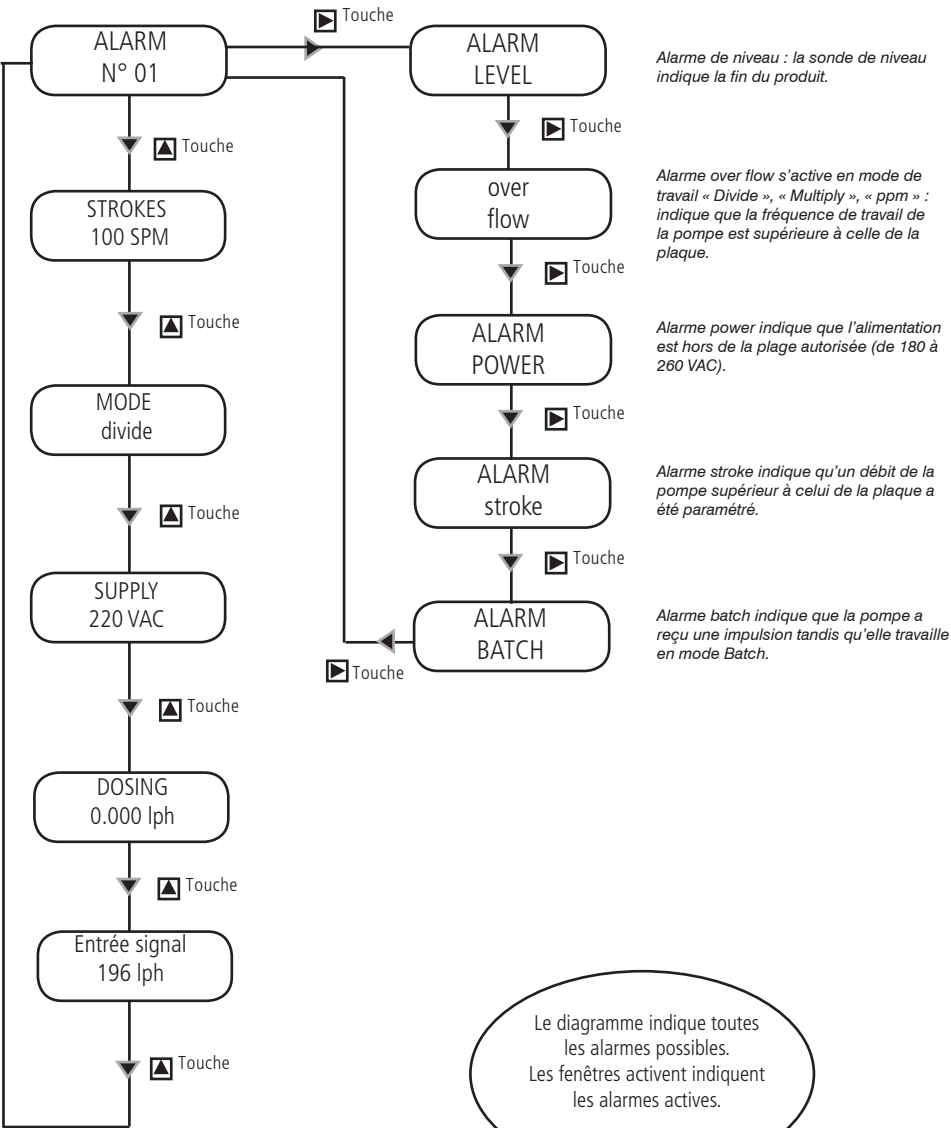 Touche
ALARM
N° 01
Touche
STROKES
100 SPM
Touche
MODE
divide
Touche
SUPPLY
220 VAC
Touche
DOSING
0.000 lph
Touche
Entrée signal
196 lph
Touche
ALARM
LEVEL
Touche
over
flow
Touche
ALARM
POWER
Touche
ALARM
stroke
Touche
ALARM
BATCH
Touche
Alarme de niveau : la sonde de niveau
indique la fin du produit.
Alarme over flow s'active en mode de
travail « Divide », « Multiply », « ppm » :
indique que la fréquence de travail de
la pompe est supérieure à celle de la
plaque.
Alarme power indique que l'alimentation
est hors de la plage autorisée (de 180 à
260 VAC).
Alarme stroke indique qu'un débit de la
pompe supérieur à celui de la plaque a
été paramétré.
Alarme batch indique que la pompe a
reçu une impulsion tandis qu'elle travaille
en mode Batch.
Le diagramme indique toutes
les alarmes possibles.
Les fenêtres activent indiquent
les alarmes actives.